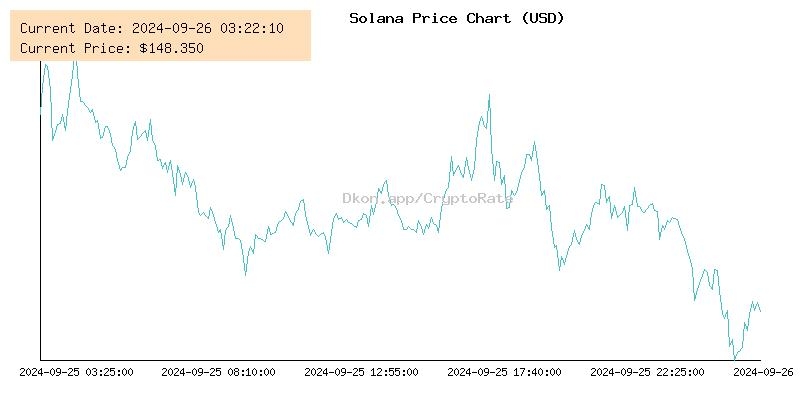 Solana Price Chart (USD)
Current Date: 2024-09-26 03:22:10
Current Price: $148.350
Dkon.app/CryptoRate
2024-09-25 03:25:00 2024-09-25 08:10:00 2024-09-25 12:55:00 2024-09-25 17:40:00 2024-09-25 22:25:00 2024-09-26